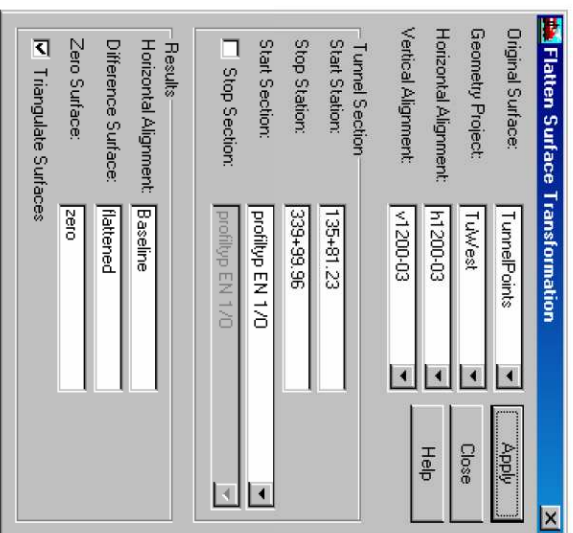 Flatten Surface Transformation
Original Surface: TunnelPoints Apply
Geometry Project: TuWest Close
Horizontal Alignment: h1200-03 Help
Vertical Alignment: v1200-03
Tunnel Section
Start Station: 135+81.23
Stop Station: 339+99.96
Start Section: profiltyp EN 1/0
Stop Section: profiltyp EN 1/0
Results
Horizontal Alignment: Baseline
Difference Surface: flattened
Zero Surface: zero
Triangulate Surfaces